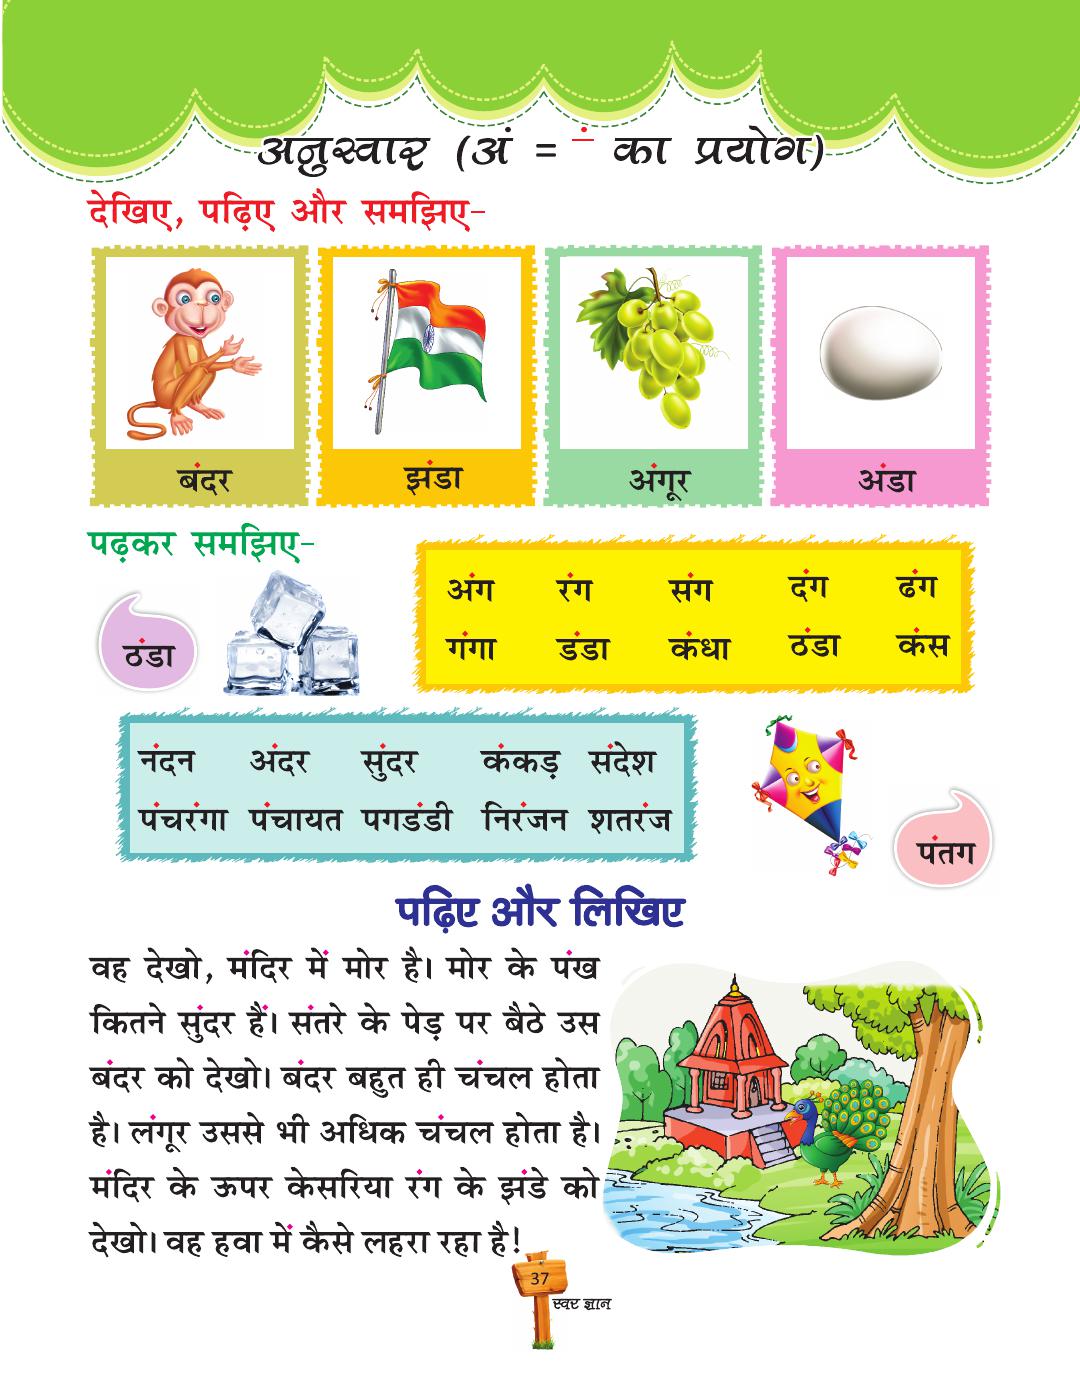 अनुस्वार (अं = ं का प्रयोग)
देखिए, पढ़िए और समझिए-
बंदर झंडा अंगूर अंडा
पढ़कर समझिए-
ठंडा
अंग रंग संग दंग ढंग
गंगा डंडा कंधा ठंडा कंस
नंदन अंदर सुंदर कंकड़ संदेश
पंचरंगा पंचायत पगडंडी निरंजन शतरंज
पंतग
पढ़िए और लिखिए
वह देखो, मंदिर में मोर है। मोर के पंख
कितने सुंदर हैं। संतरे के पेड़ पर बैठे उस
बंदर को देखो। बंदर बहुत ही चंचल होता
है। लंगूर उससे भी अधिक चंचल होता है।
मंदिर के ऊपर केसरिया रंग के झंडे को
देखो। वह हवा में कैसे लहरा रहा है!
37
स्वर ज्ञान